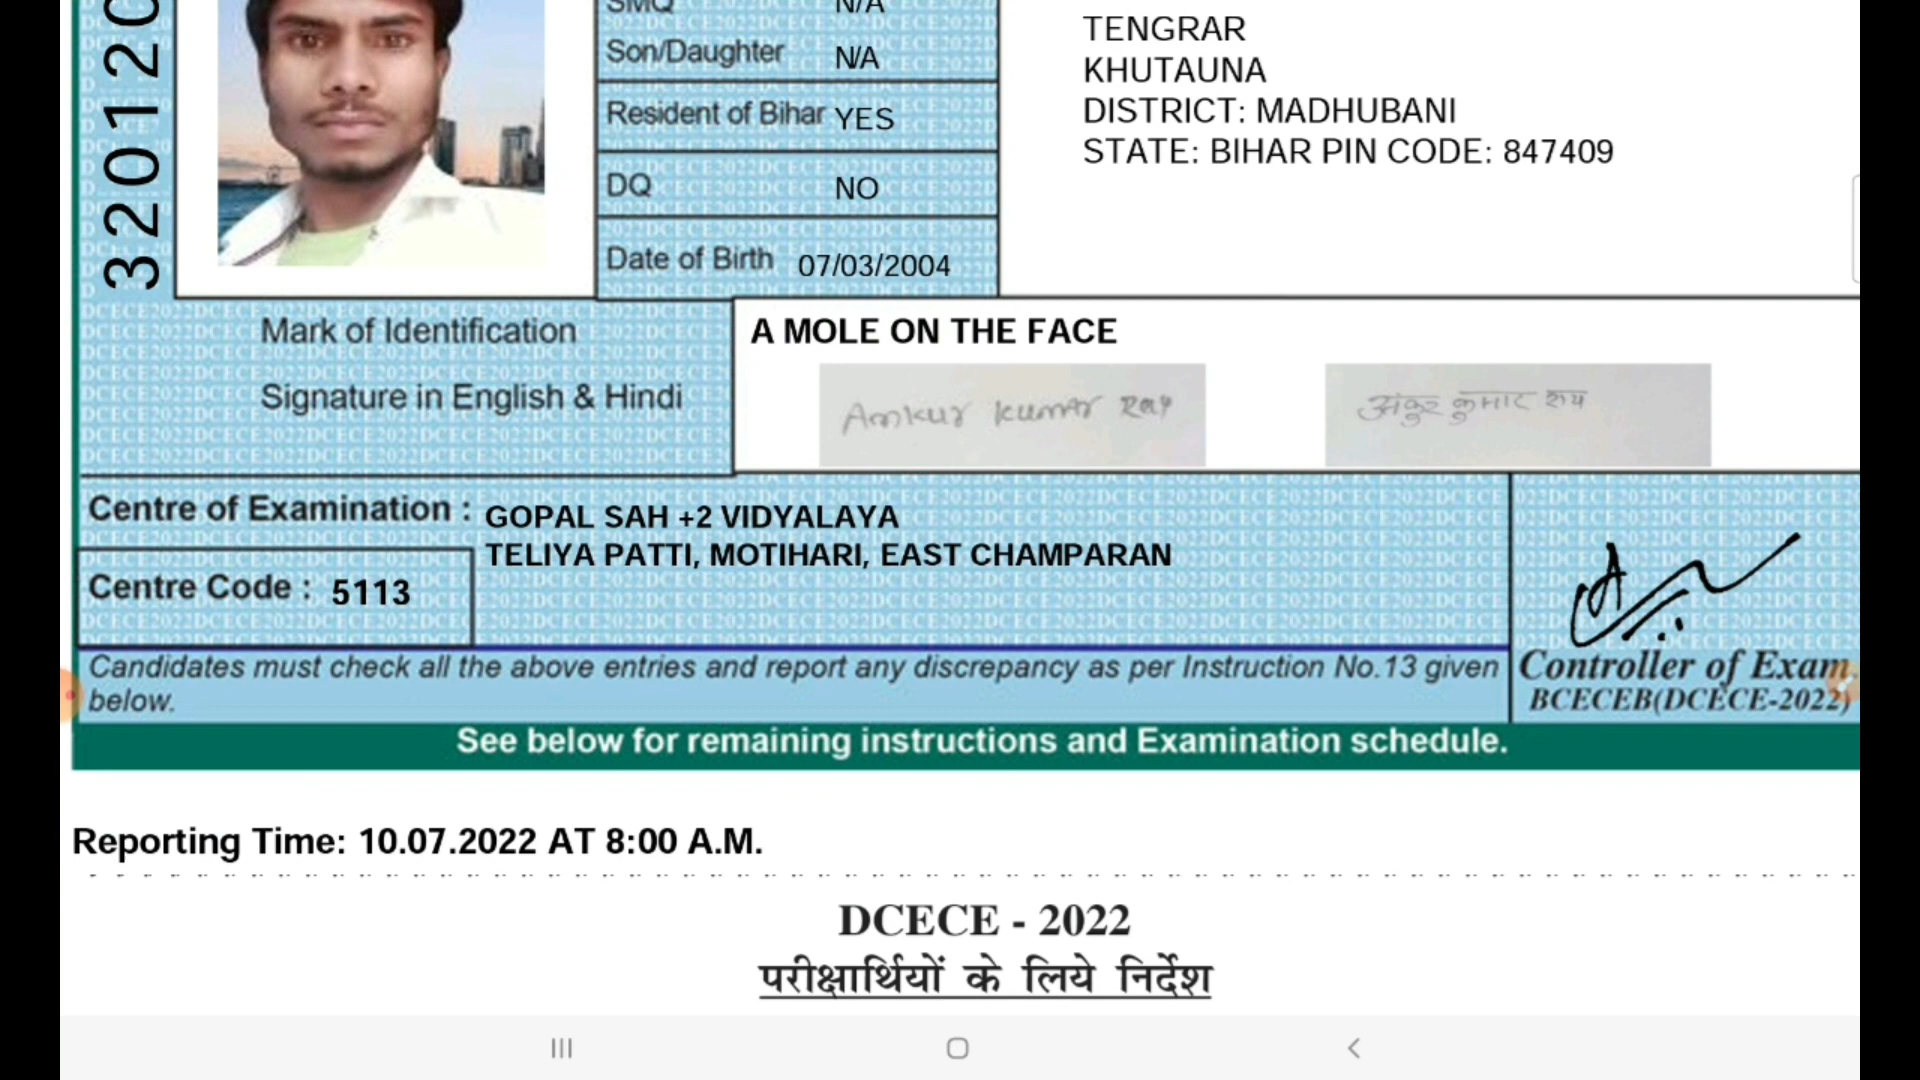 320120
SMQ N/A
Son/Daughter N/A
Resident of Bihar YES
DQ NO
Date of Birth 07/03/2004
TENGRAR
KHUTAUNA
DISTRICT: MADHUBANI
STATE: BIHAR PIN CODE: 847409
Mark of Identification A MOLE ON THE FACE
Signature in English & Hindi
Amkur kumar Ray
अंकुर कुमार राय
Centre of Examination : GOPAL SAH +2 VIDYALAYA
TELIYA PATTI, MOTIHARI, EAST CHAMPARAN
Centre Code : 5113
Candidates must check all the above entries and report any discrepancy as per Instruction No.13 given
below.
Controller of Exam.
BCECEB(DCECE-2022)
See below for remaining instructions and Examination schedule.
Reporting Time: 10.07.2022 AT 8:00 A.M.
DCECE - 2022
परीक्षार्थियों के लिये निर्देश